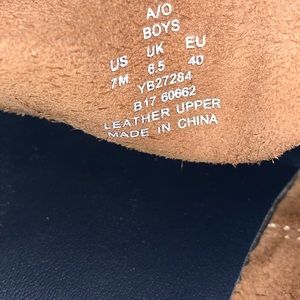 A/O
BOYS
US UK EU
7M 6.5 40
YB27284
B17 60662
LEATHER UPPER
MADE IN CHINA